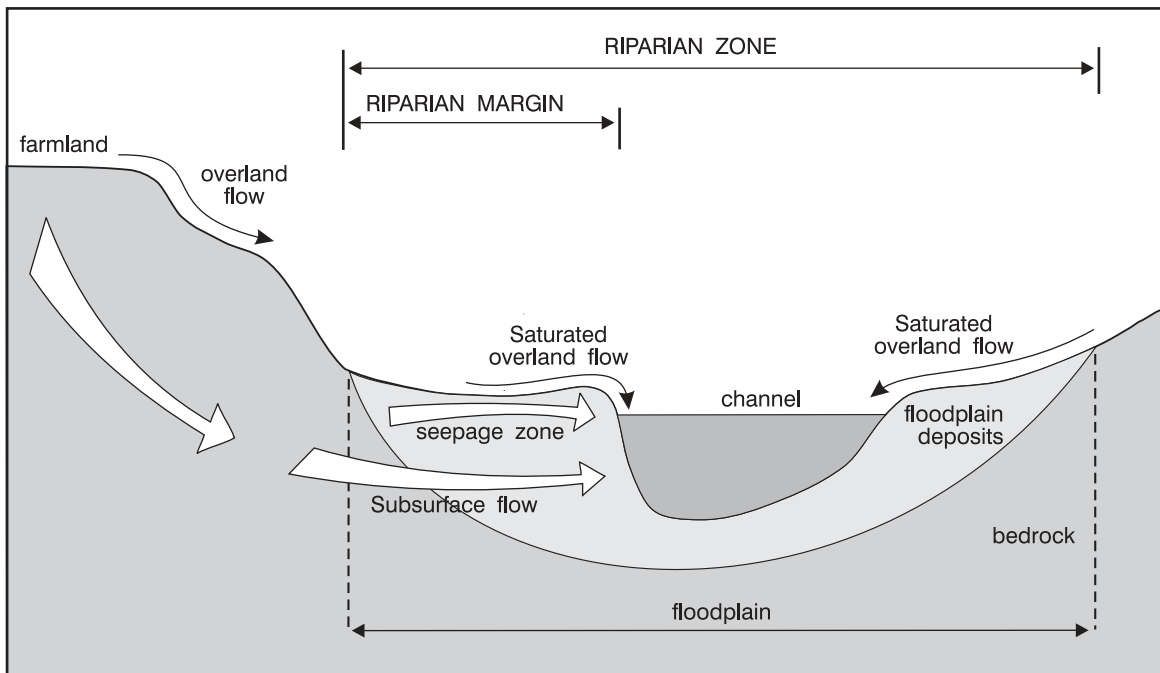 RIPARIAN ZONE
RIPARIAN MARGIN
farmland
overland
flow
Saturated
overland flow
Saturated
overland flow
channel
floodplain
deposits
seepage zone
Subsurface flow
bedrock
floodplain